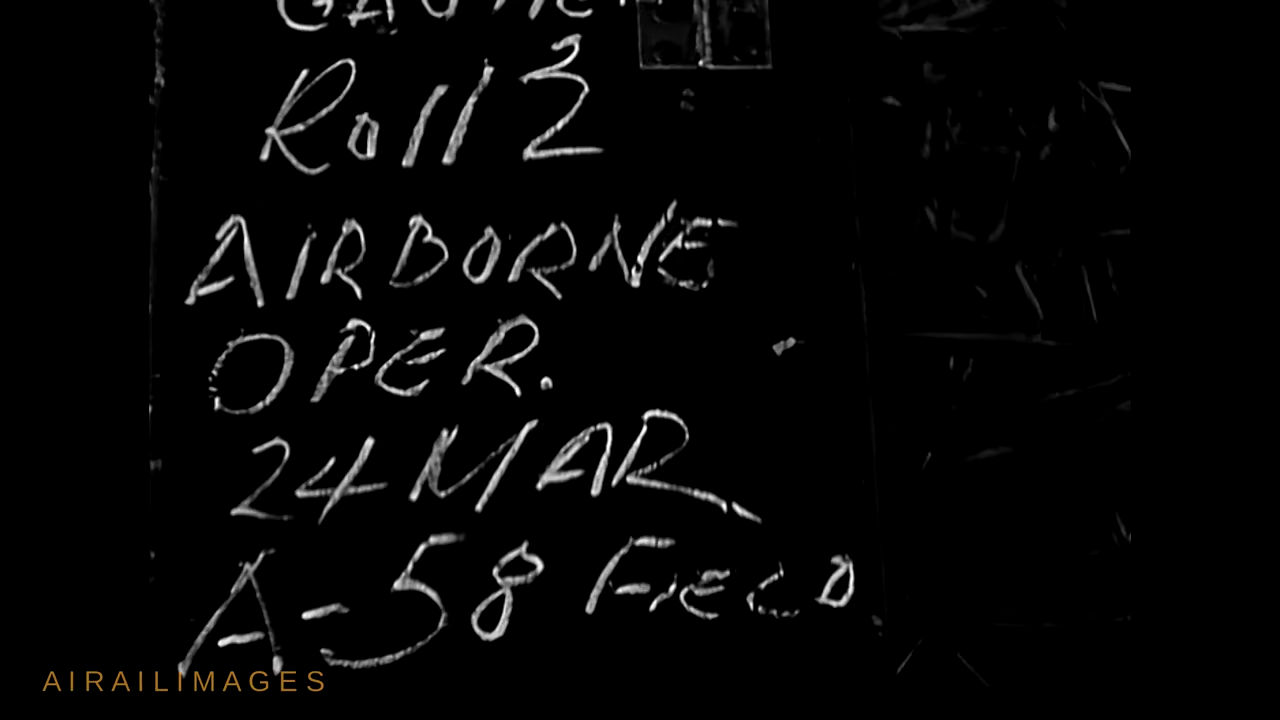 Roll 2
AIRBORNE
OPER.
24 MAR.
A-58 FIELD
AIRAILIMAGES